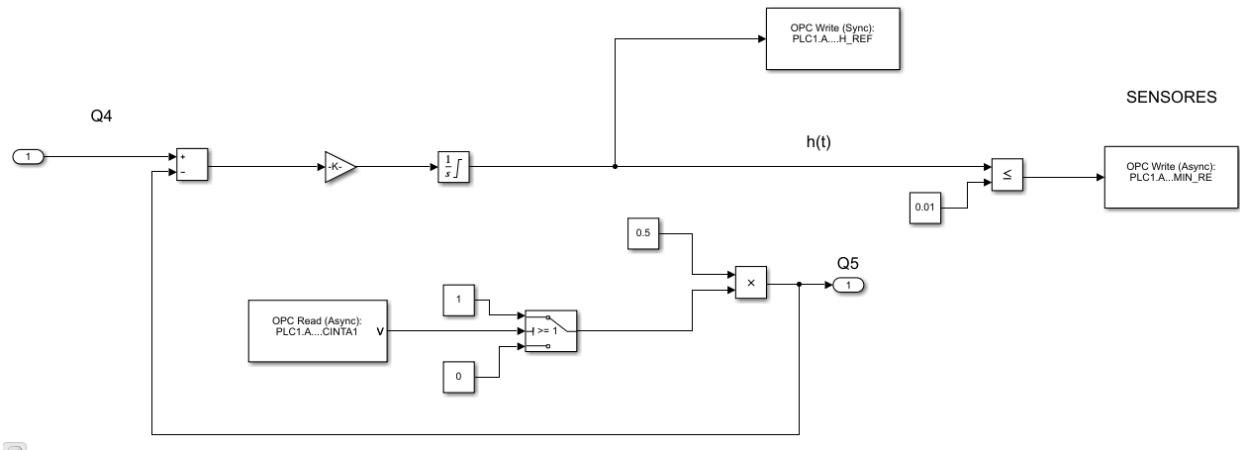 OPC Write (Sync):
PLC1.A....H_REF
SENSORES
Q4
h(t)
1
+
−
-K-
1
s
≤
OPC Write (Async):
PLC1.A...MIN_RE
0.01
0.5
Q5
×
1
1
OPC Read (Async):
PLC1.A....CINTA1
V
>= 1
0